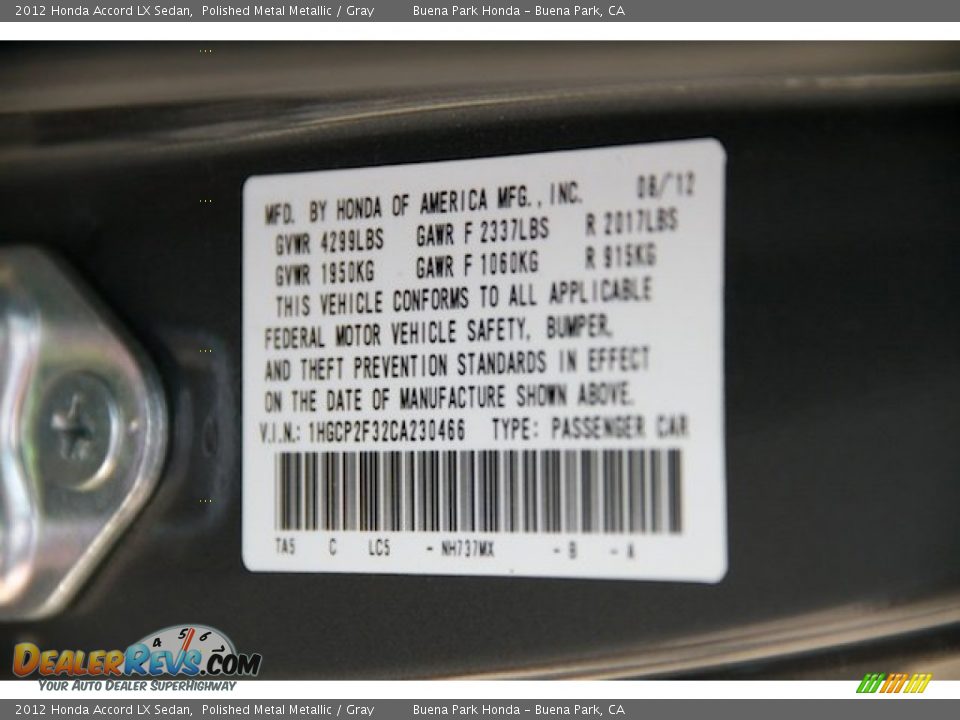 2012 Honda Accord LX Sedan,  Polished Metal Metallic / Gray    Buena Park Honda - Buena Park, CA
08/12
MFD. BY HONDA OF AMERICA MFG., INC.
GVWR 4299LBS GAWR F 2337LBS R 2017LBS
GVWR 1950KG GAWR F 1060KG R 915KG
THIS VEHICLE CONFORMS TO ALL APPLICABLE
FEDERAL MOTOR VEHICLE SAFETY, BUMPER,
AND THEFT PREVENTION STANDARDS IN EFFECT
ON THE DATE OF MANUFACTURE SHOWN ABOVE.
V.I.N.: 1HGCP2F32CA230466 TYPE: PASSENGER CAR
TA5 C LC5 - NH737MX - B - A
4 5 6
DEALERREVS.COM
YOUR AUTO DEALER SUPERHIGHWAY
2012 Honda Accord LX Sedan,  Polished Metal Metallic / Gray    Buena Park Honda - Buena Park, CA